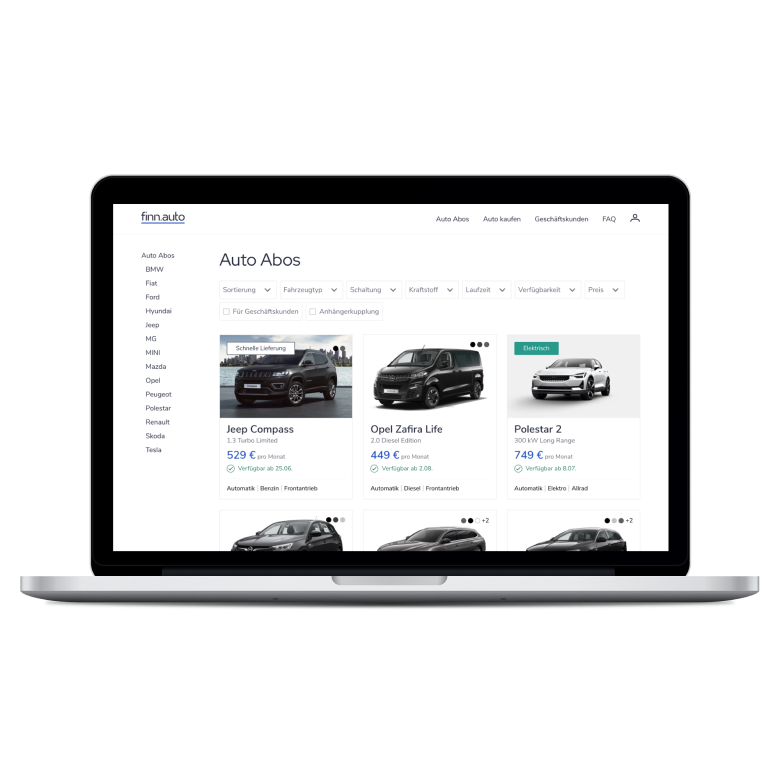 finn.auto
Auto Abos Auto kaufen Geschäftskunden FAQ
Auto Abos
BMW
Fiat
Ford
Hyundai
Jeep
MG
MINI
Mazda
Opel
Peugeot
Polestar
Renault
Skoda
Tesla
Auto Abos
Sortierung Fahrzeugtyp Schaltung Kraftstoff Laufzeit Verfügbarkeit Preis
Für Geschäftskunden Anhängerkupplung
Schnelle Lieferung
Jeep Compass
1.3 Turbo Limited
529 € pro Monat
Verfügbar ab 25.06.
Automatik | Benzin | Frontantrieb
Opel Zafira Life
2.0 Diesel Edition
449 € pro Monat
Verfügbar ab 2.08.
Automatik | Diesel | Frontantrieb
Elektrisch
Polestar 2
300 kW Long Range
749 € pro Monat
Verfügbar ab 8.07.
Automatik | Elektro | Allrad
+2
+2